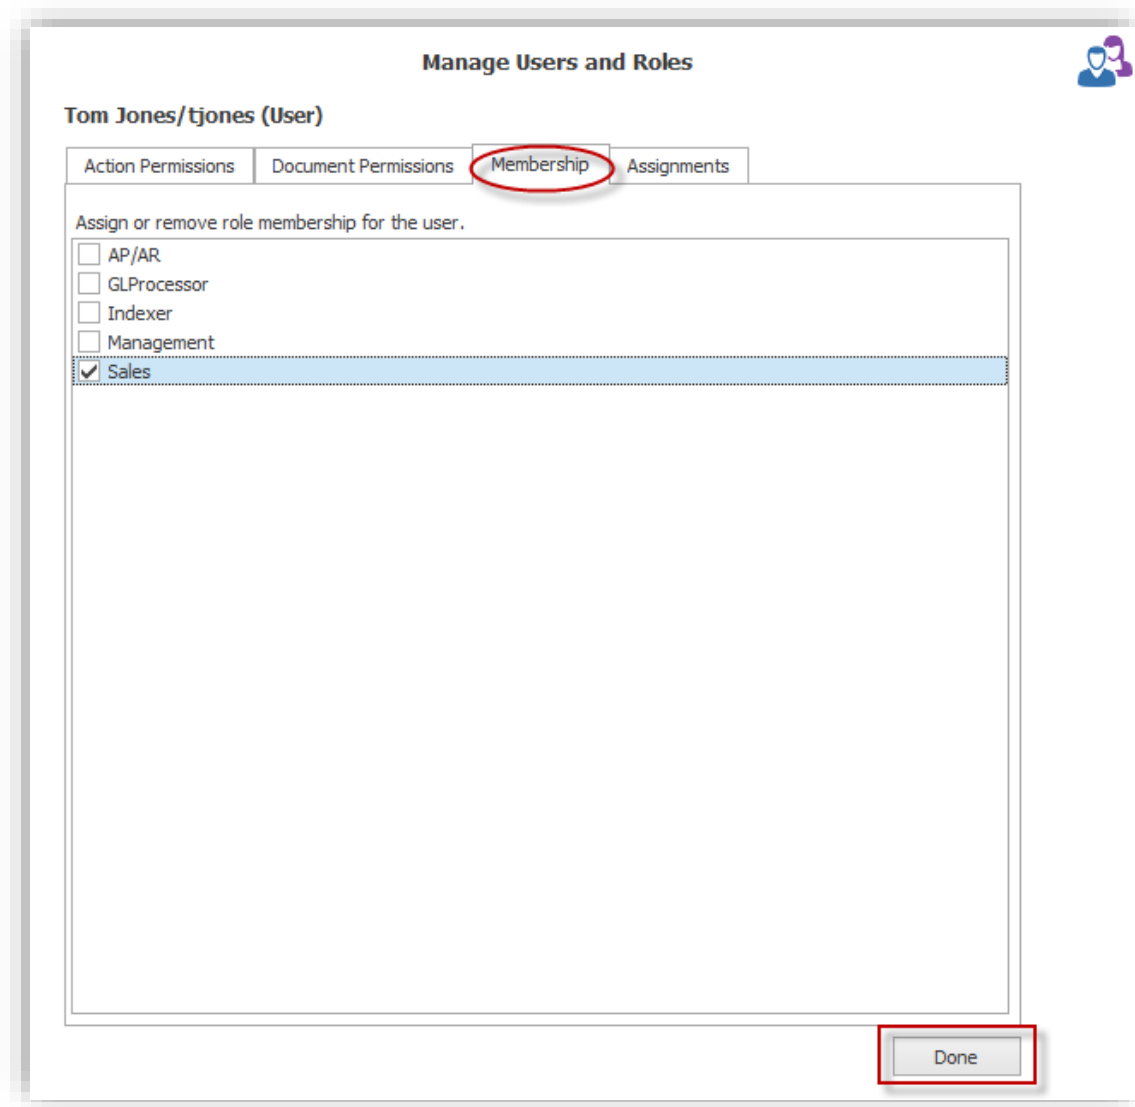 Manage Users and Roles
Tom Jones/tjones (User)
Action Permissions Document Permissions Membership Assignments
Assign or remove role membership for the user.
AP/AR
GLProcessor
Indexer
Management
Sales
Done